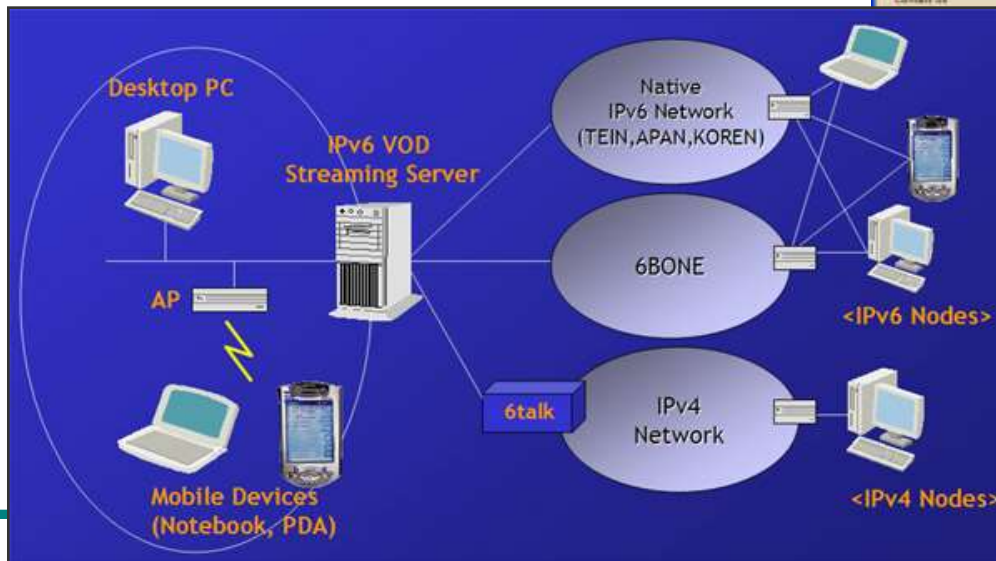 Desktop PC
IPv6 VOD
Streaming Server
AP
Mobile Devices
(Notebook, PDA)
Native
IPv6 Network
(TEIN,APAN,KOREN)
6BONE
<IPv6 Nodes>
6talk
IPv4
Network
<IPv4 Nodes>